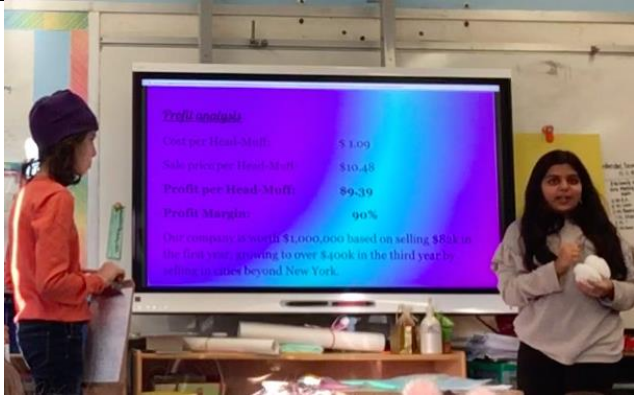 Profit analysis
Cost per Head-Muff:
$ 1.09
Sale price per Head-Muff:
$10.48
Profit per Head-Muff:
$9.39
Profit Margin:
90%
Our company is worth $1,000,000 based on selling $82k in
the first year, growing to over $400k in the third year by
selling in cities beyond New York.